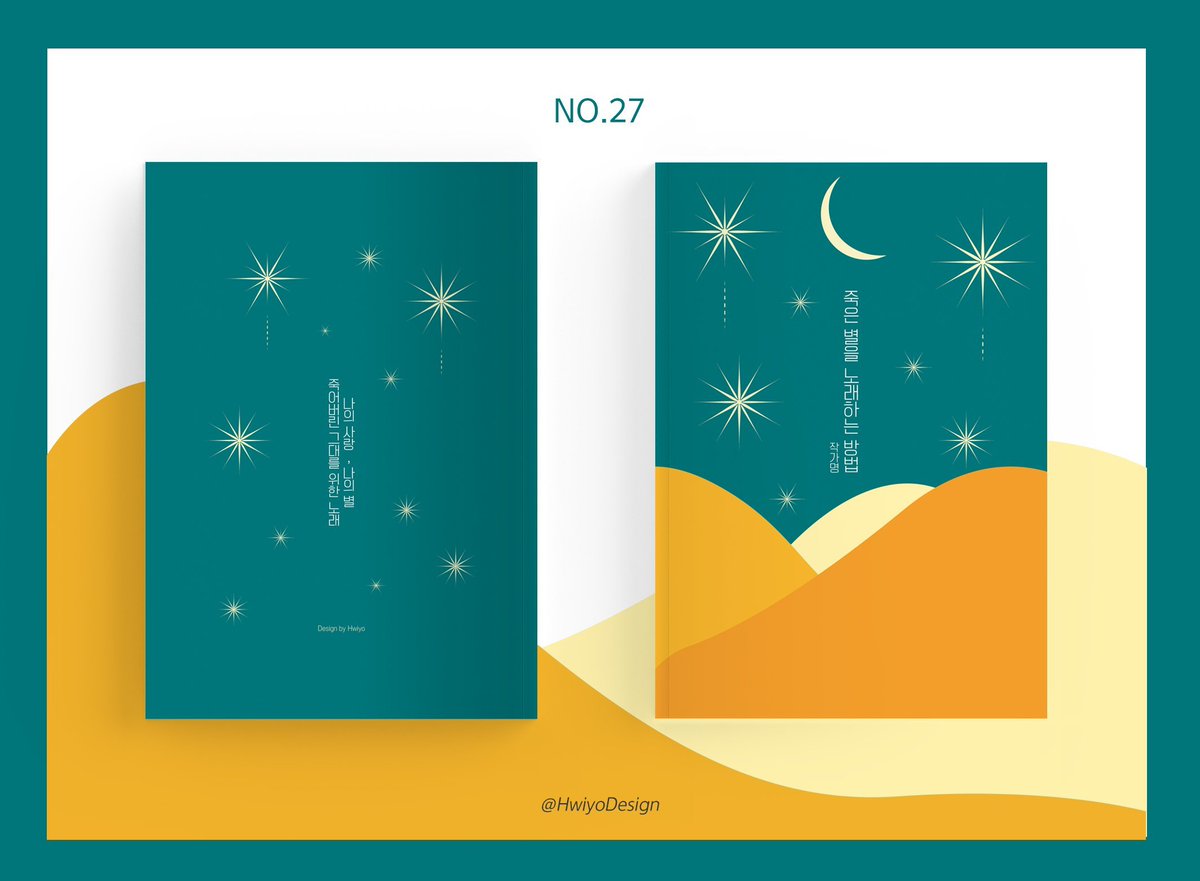 NO.27
나의 사랑, 나의 별
죽어버린 그대를 위한 노래
Design by Hwiyo
죽은 별을 노래하는 방법
작가명
@HwiyoDesign